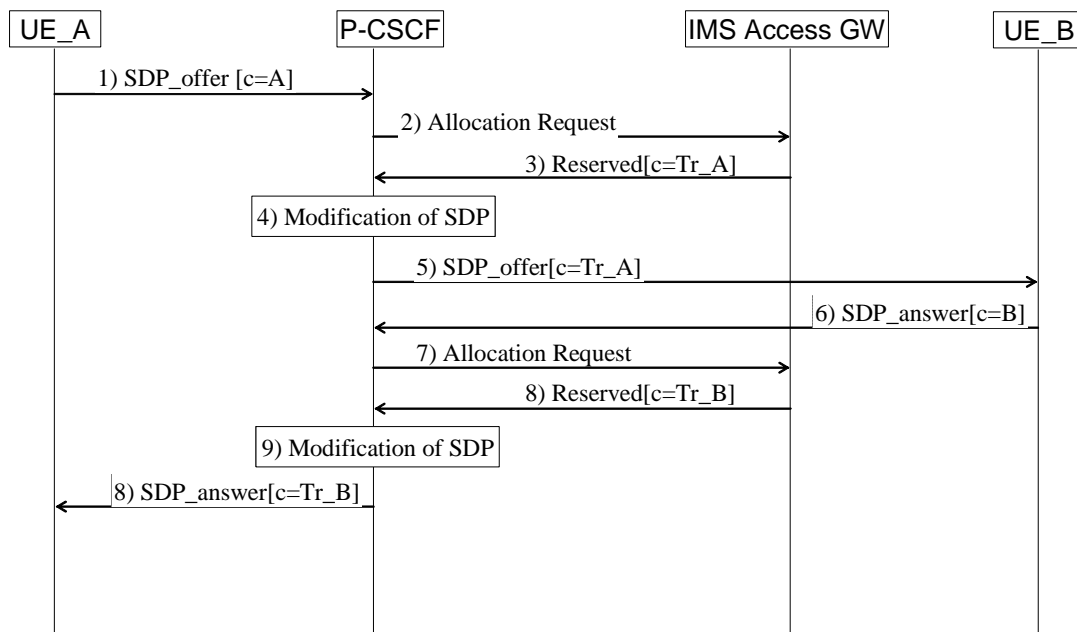 UE_A
P-CSCF
IMS Access GW
UE_B
1) SDP_offer [c=A]
2) Allocation Request
3) Reserved[c=Tr_A]
4) Modification of SDP
5) SDP_offer[c=Tr_A]
6) SDP_answer[c=B]
7) Allocation Request
8) Reserved[c=Tr_B]
9) Modification of SDP
8) SDP_answer[c=Tr_B]